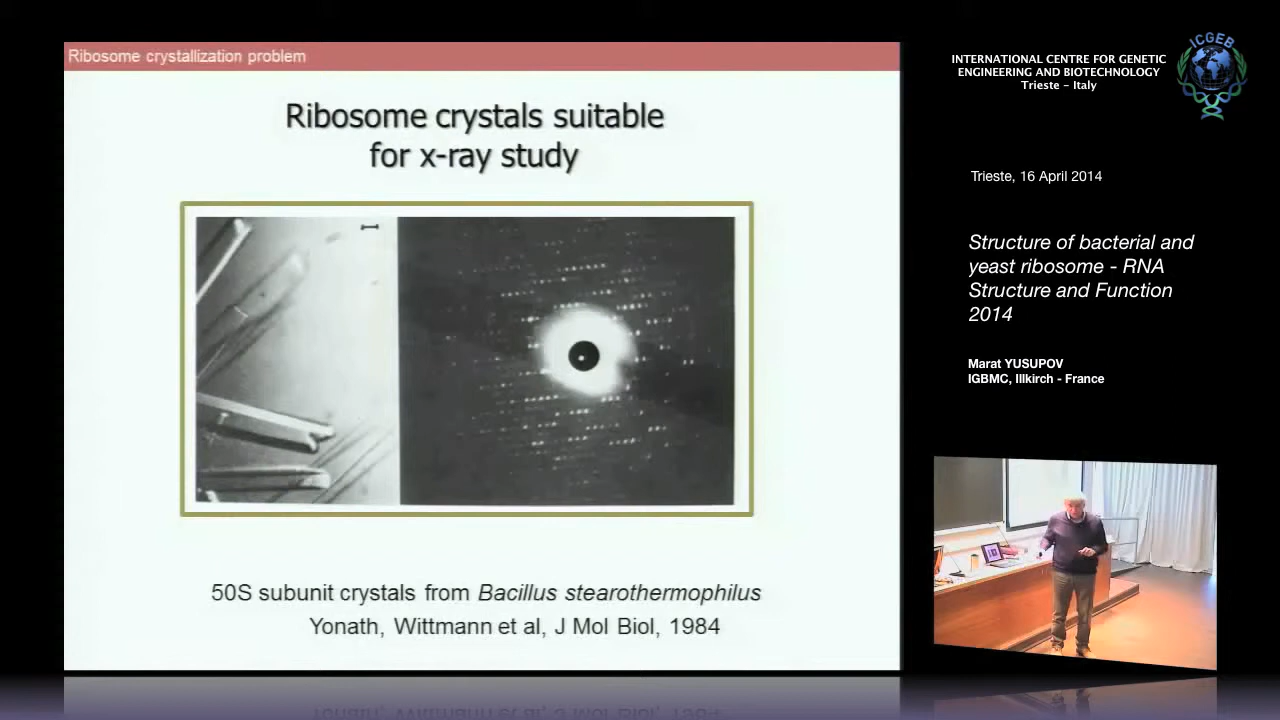 Ribosome crystallization problem
Ribosome crystals suitable
for x-ray study
50S subunit crystals from Bacillus stearothermophilus
Yonath, Wittmann et al, J Mol Biol, 1984
INTERNATIONAL CENTRE FOR GENETIC
ENGINEERING AND BIOTECHNOLOGY
Trieste - Italy
ICGEB
Trieste, 16 April 2014
Structure of bacterial and
yeast ribosome - RNA
Structure and Function
2014
Marat YUSUPOV
IGBMC, Illkirch - France